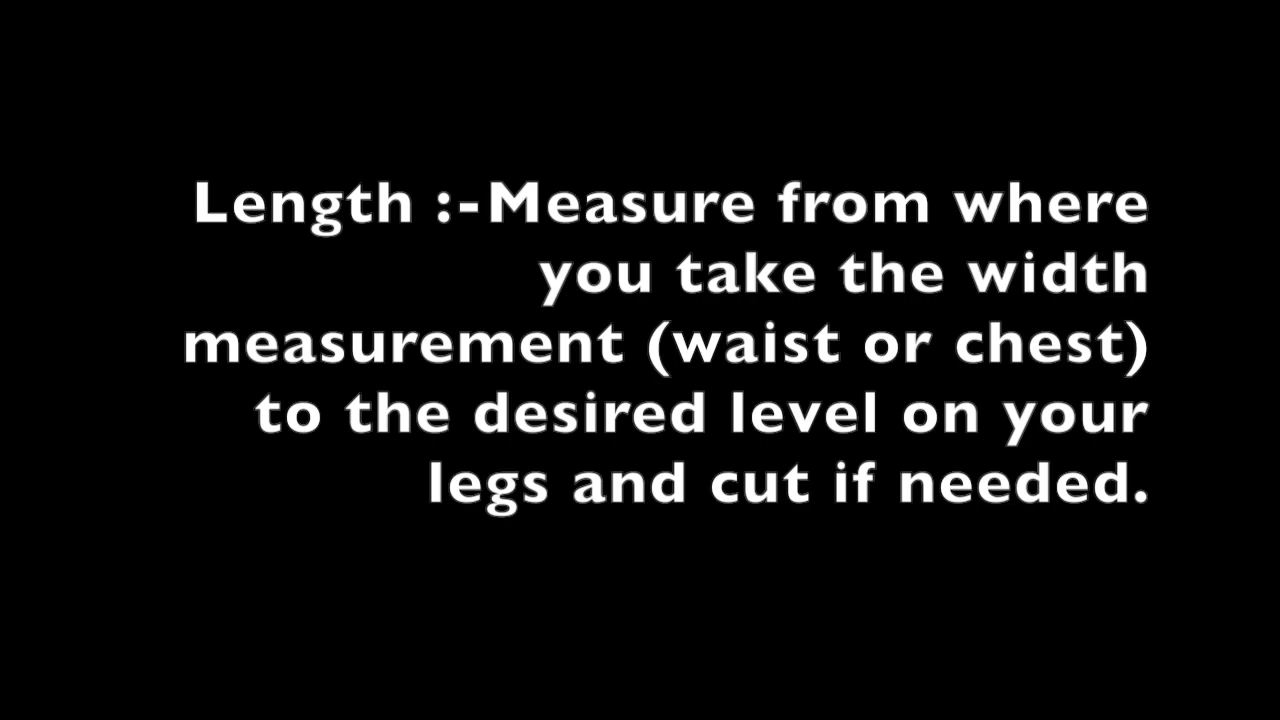 Length :-Measure from where
you take the width
measurement (waist or chest)
to the desired level on your
legs and cut if needed.